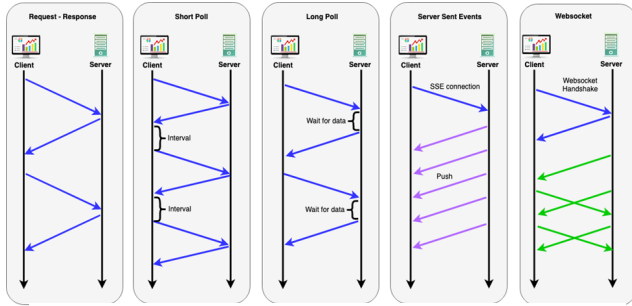 Request - Response
Client
Server
Short Poll
Client
Server
Interval
Interval
Long Poll
Client
Server
Wait for data
Wait for data
Server Sent Events
Client
Server
SSE connection
Push
Websocket
Client
Server
Websocket
Handshake